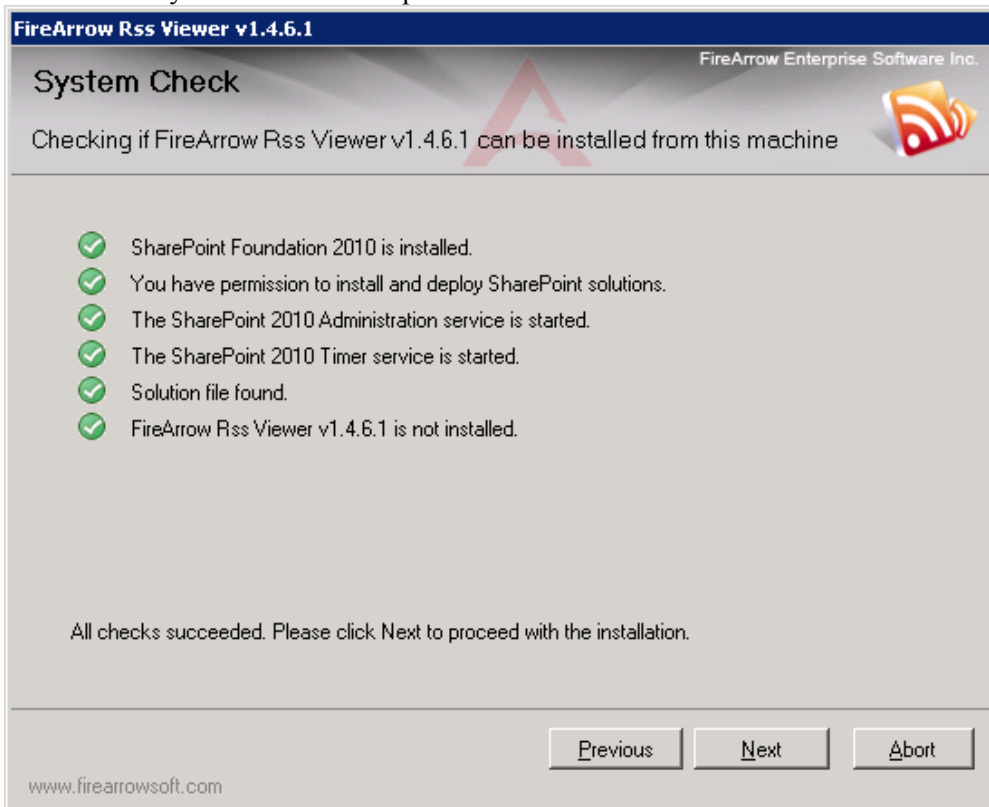 FireArrow Rss Viewer v1.4.6.1
FireArrow Enterprise Software Inc.
System Check
Checking if FireArrow Rss Viewer v1.4.6.1 can be installed from this machine
SharePoint Foundation 2010 is installed.
You have permission to install and deploy SharePoint solutions.
The SharePoint 2010 Administration service is started.
The SharePoint 2010 Timer service is started.
Solution file found.
FireArrow Rss Viewer v1.4.6.1 is not installed.
All checks succeeded. Please click Next to proceed with the installation.
Previous Next Abort
www.firearrowsoft.com